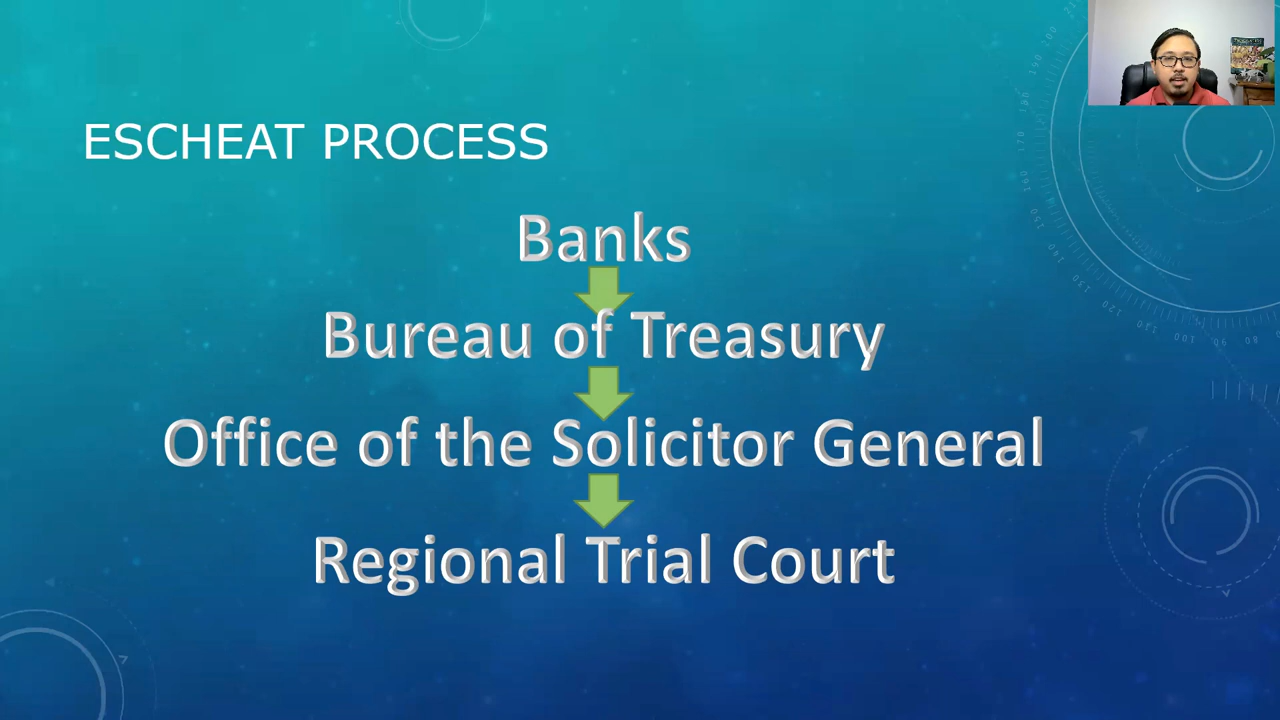 ESCHEAT PROCESS
Banks
Bureau of Treasury
Office of the Solicitor General
Regional Trial Court